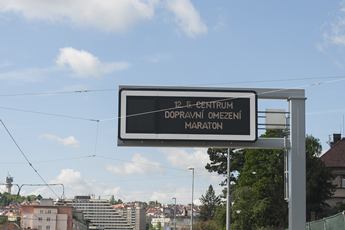 12.5. CENTRUM
DOPRAVNÍ OMEZENÍ
MARATON